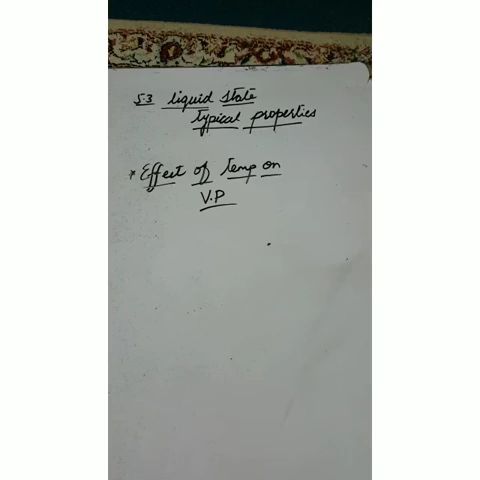 5.3 liquid state
typical properties
* Effect of Temp on
V.P